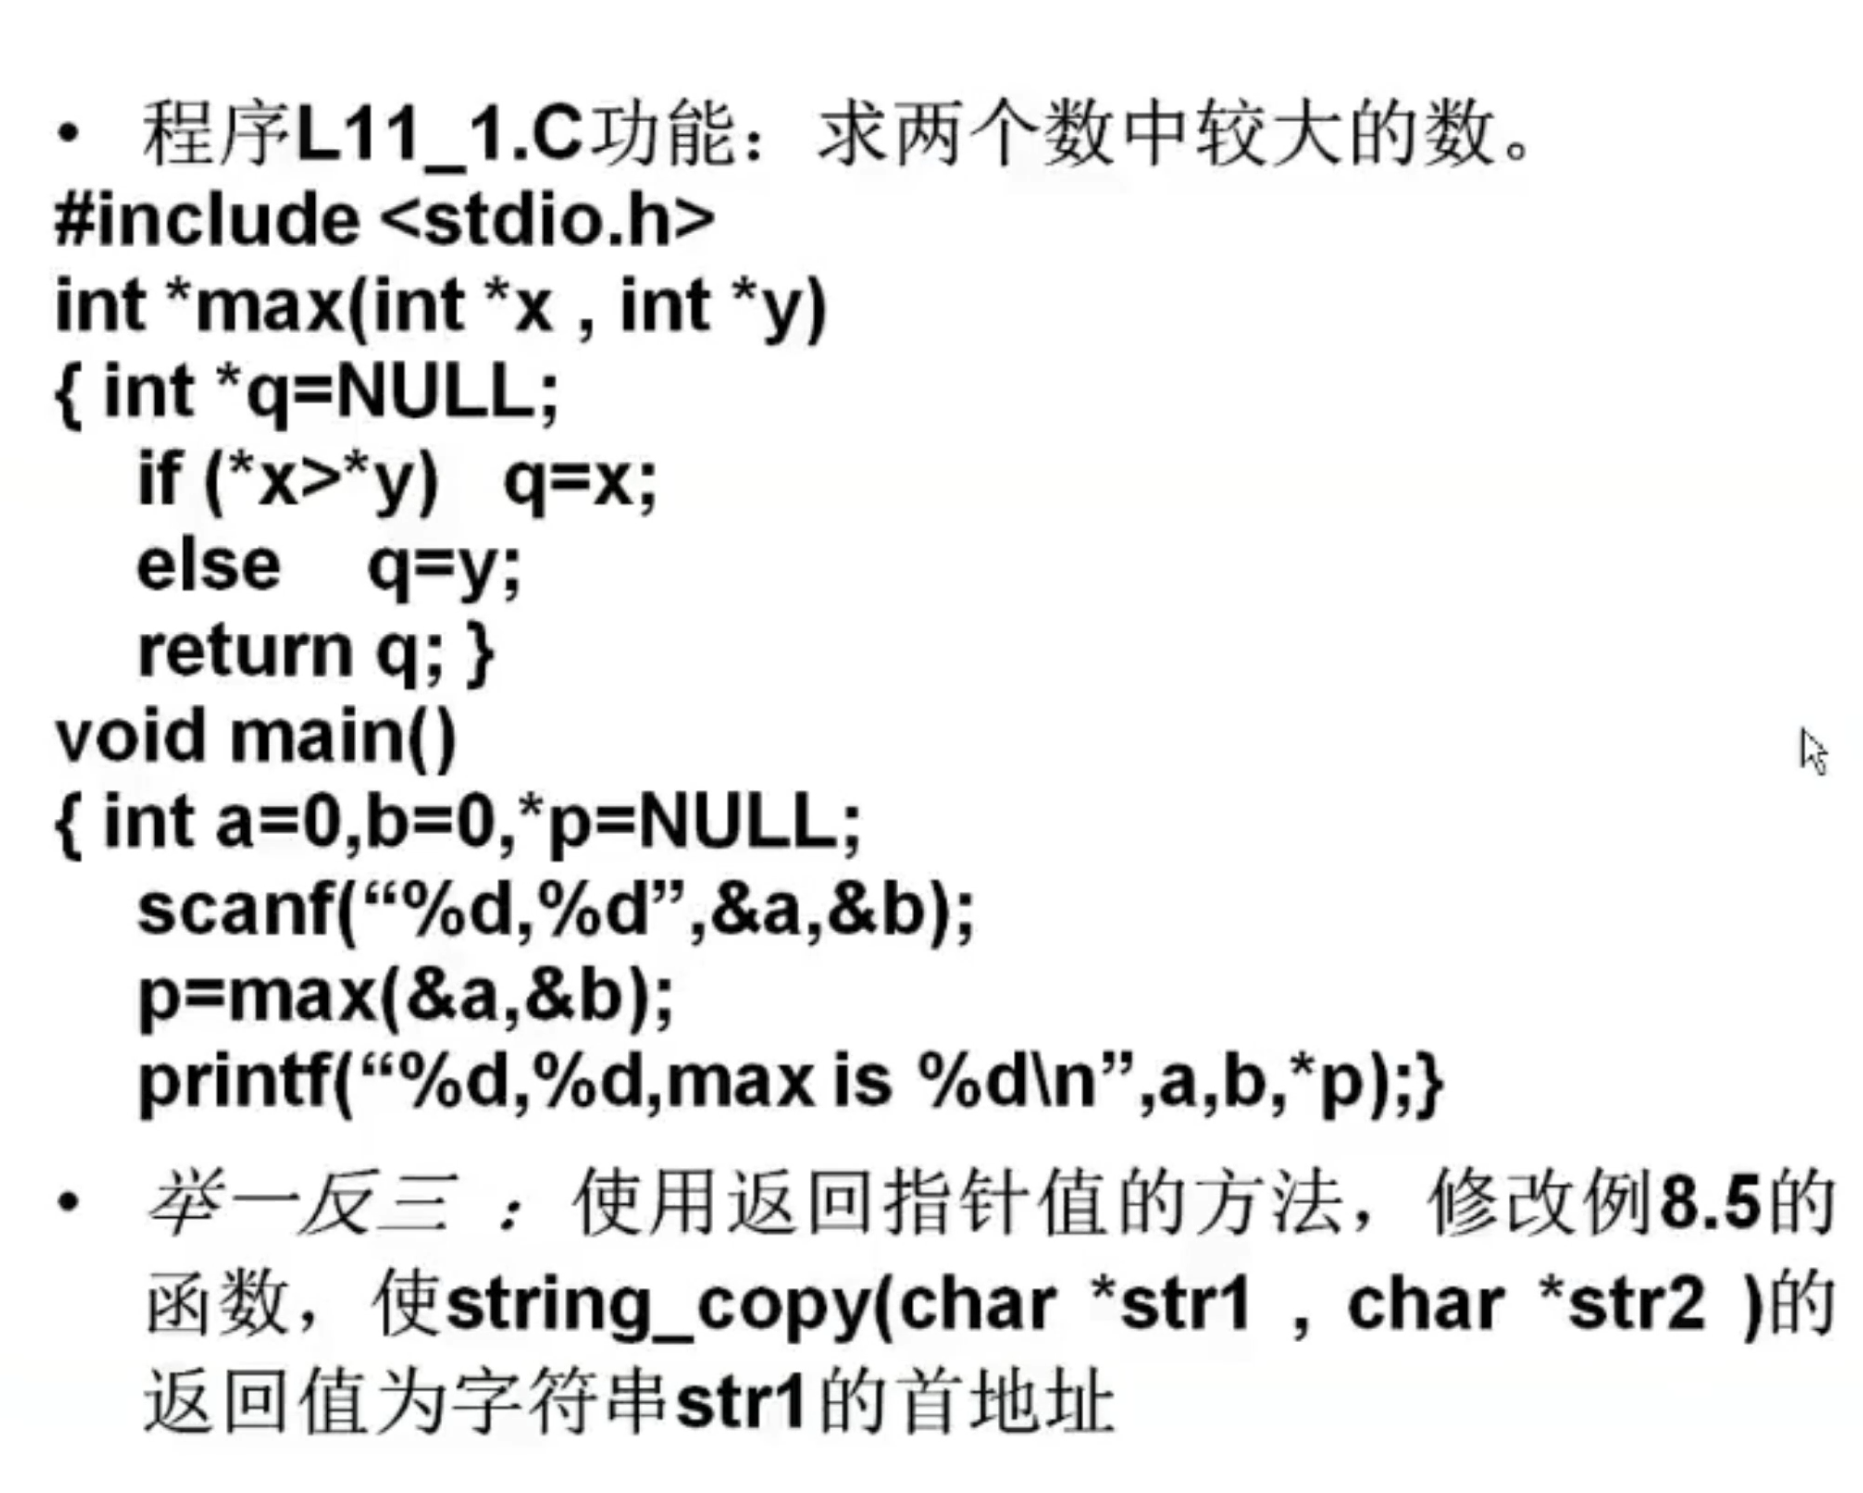 • 程序L11_1.C功能：求两个数中较大的数。
#include <stdio.h>
int *max(int *x , int *y)
{ int *q=NULL;
if (*x>*y) q=x;
else q=y;
return q; }
void main()
{ int a=0,b=0,*p=NULL;
scanf(“%d,%d”,&a,&b);
p=max(&a,&b);
printf(“%d,%d,max is %d\n”,a,b,*p);}
• 举一反三 ：使用返回指针值的方法，修改例8.5的
函数，使string_copy(char *str1 , char *str2 )的
返回值为字符串str1的首地址